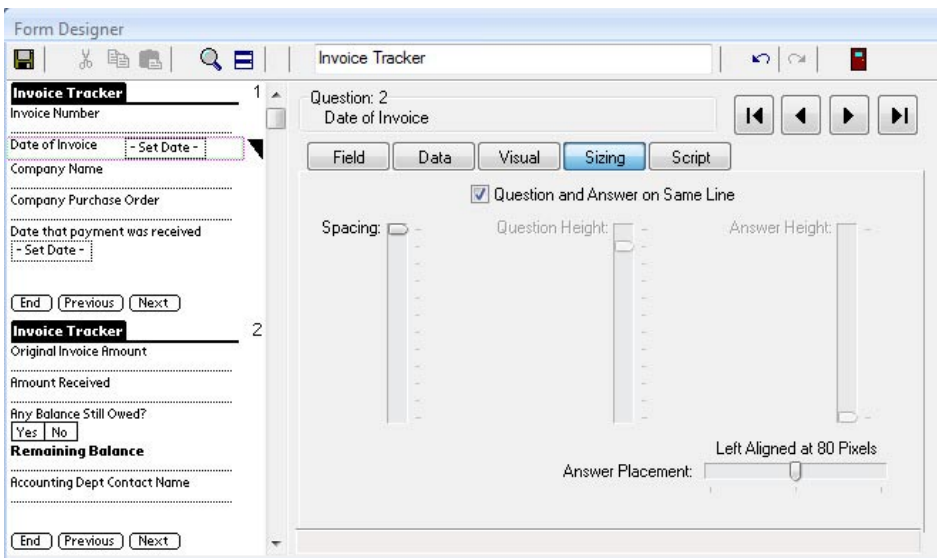 Form Designer
Invoice Tracker
Invoice Tracker 1
Invoice Number
Date of Invoice - Set Date -
Company Name
Company Purchase Order
Date that payment was received
- Set Date -
End Previous Next
Invoice Tracker 2
Original Invoice Amount
Amount Received
Any Balance Still Owed?
Yes No
Remaining Balance
Accounting Dept Contact Name
End Previous Next
Question: 2
Date of Invoice
Field Data Visual Sizing Script
Question and Answer on Same Line
Spacing: Question Height: Answer Height:
Left Aligned at 80 Pixels
Answer Placement: